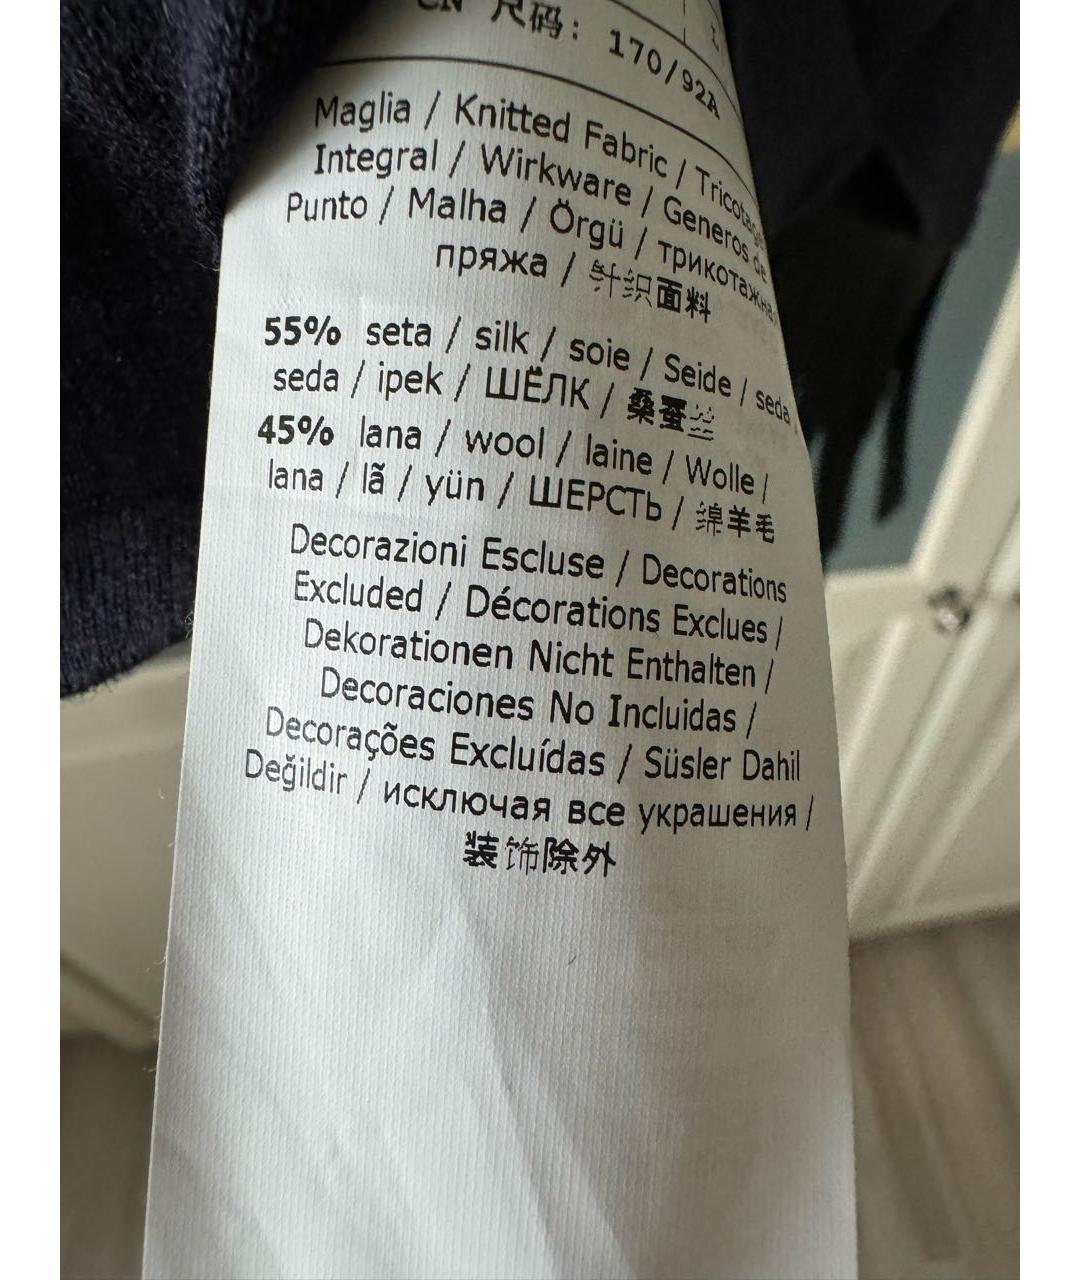 CN 尺码: 170/92A
Maglia / Knitted Fabric / Tricotage
Integral / Wirkware / Generos de
Punto / Malha / Örgü / трикотажная
пряжа / 针织面料
55% seta / silk / soie / Seide / seda
seda / ipek / ШЁЛК / 桑蚕丝
45% lana / wool / laine / Wolle /
lana / lã / yün / ШЕРСТЬ / 绵羊毛
Decorazioni Escluse / Decorations
Excluded / Décorations Exclues /
Dekorationen Nicht Enthalten /
Decoraciones No Incluidas /
Decorações Excluídas / Süsler Dahil
Değildir / исключая все украшения /
装饰除外